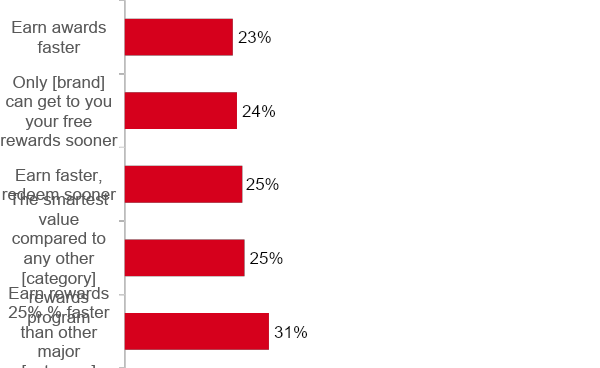 Earn awards
faster
23%
Only [brand]
can get to you
your free
rewards sooner
24%
Earn faster,
redeem sooner
25%
The smartest
value
compared to
any other
[category]
rewards
program
25%
Earn rewards
25% % faster
than other
major
31%